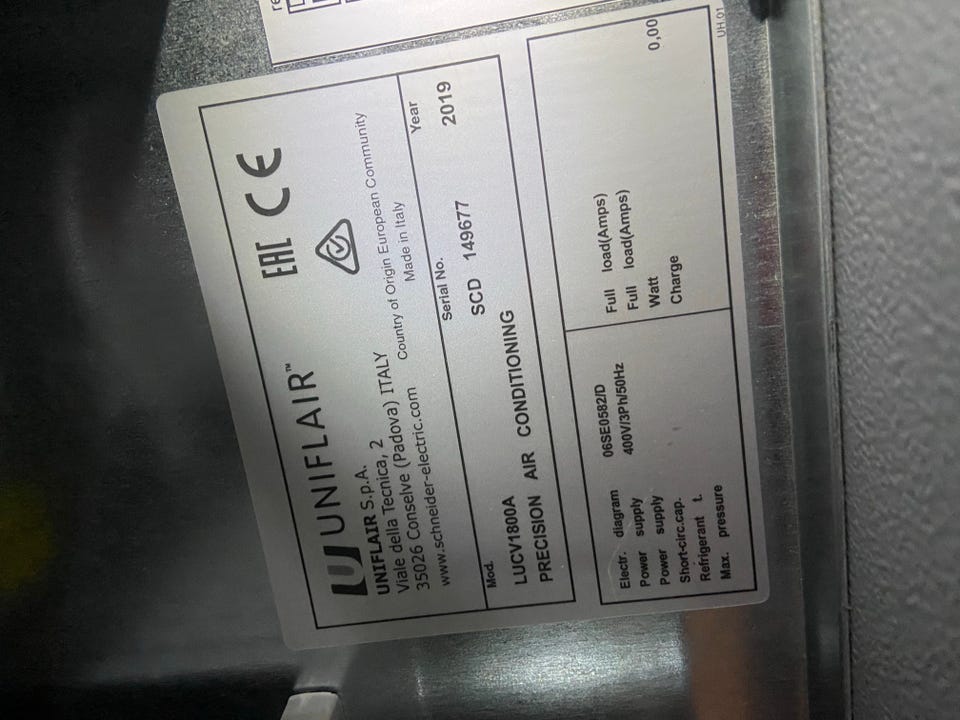 UNIFLAIR™
EAC CE
UNIFLAIR S.p.A.
Viale della Tecnica, 2
35026 Conselve (Padova) ITALY
www.schneider-electric.com
Country of Origin European Community
Made in Italy
Mod.
Serial No.
Year
LUCV1800A
SCD 149677
2019
PRECISION AIR CONDITIONING
Electr. diagram 06SE0582/D
Power supply 400V/3Ph/50Hz
Power supply
Short-circ.cap.
Refrigerant t.
Max. pressure
Full load(Amps)
Full load(Amps)
Watt
Charge 0,00
UH.01